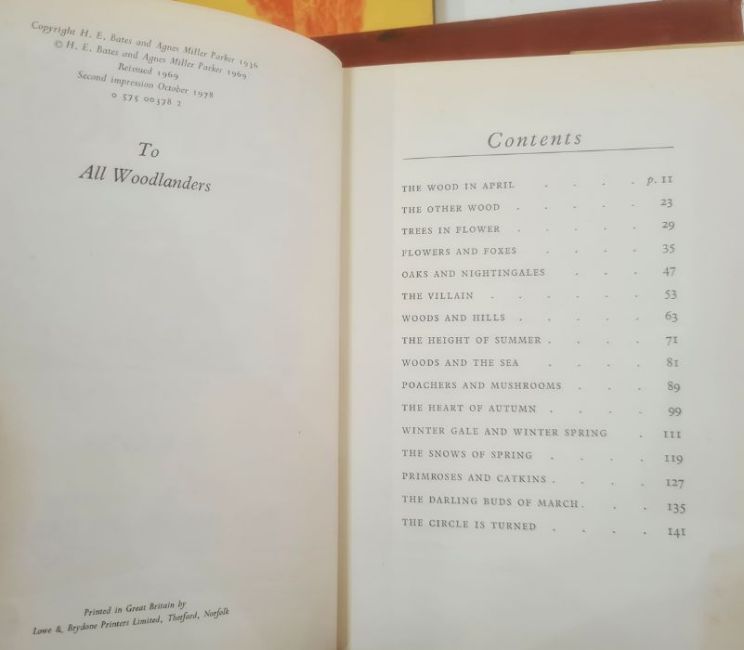 Copyright H. E. Bates and Agnes Miller Parker 1936
© H. E. Bates and Agnes Miller Parker 1969
Reissued 1969
Second impression October 1978
0 575 00378 2
To
All Woodlanders
Printed in Great Britain by
Lowe & Brydone Printers Limited, Thetford, Norfolk
Contents
THE WOOD IN APRIL . . . . p. 11
THE OTHER WOOD . . . . . 23
TREES IN FLOWER . . . . . 29
FLOWERS AND FOXES . . . . 35
OAKS AND NIGHTINGALES . . . 47
THE VILLAIN . . . . . . 53
WOODS AND HILLS . . . . . 63
THE HEIGHT OF SUMMER . . . . 71
WOODS AND THE SEA . . . . 81
POACHERS AND MUSHROOMS . . . 89
THE HEART OF AUTUMN . . . . 99
WINTER GALE AND WINTER SPRING . 111
THE SNOWS OF SPRING . . . . 119
PRIMROSES AND CATKINS . . . . 127
THE DARLING BUDS OF MARCH . . . 135
THE CIRCLE IS TURNED . . . . 141